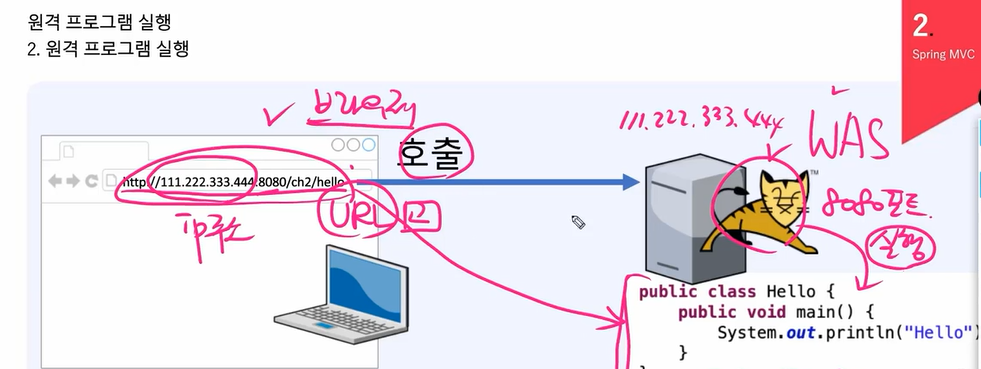 원격 프로그램 실행
2. 원격 프로그램 실행
2.
Spring MVC
브라우저
호출
111.222.333.444
WAS
http://111.222.333.444:8080/ch2/hello
TM
8080포트.
ip주소
URL로
실행
public class Hello {
public void main() {
System.out.println("Hello")
}